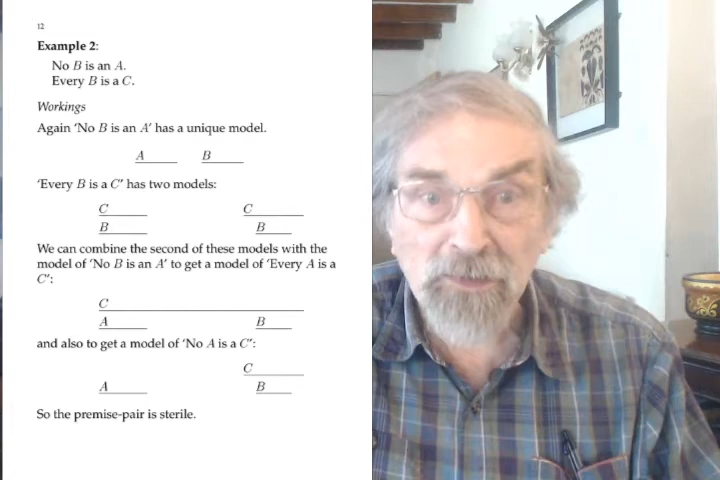 12
Example 2:
No B is an A.
Every B is a C.
Workings
Again ‘No B is an A’ has a unique model.
A B
‘Every B is a C’ has two models:
C C
B B
We can combine the second of these models with the
model of ‘No B is an A’ to get a model of ‘Every A is a
C’:
C
A B
and also to get a model of ‘No A is a C’:
C
A B
So the premise-pair is sterile.